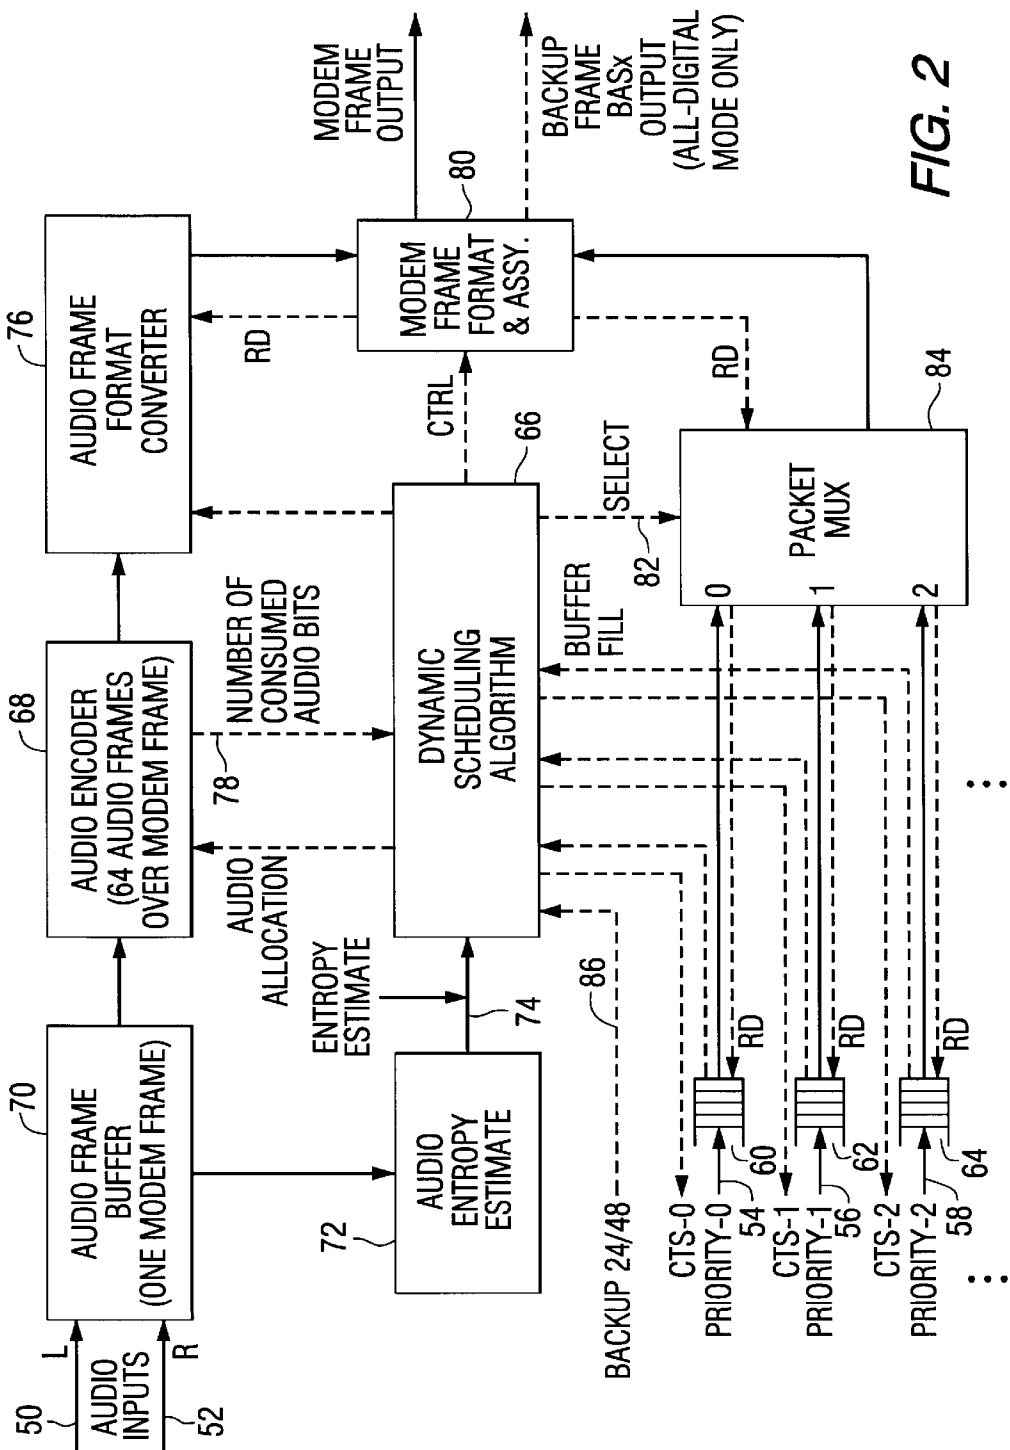 50
L
AUDIO
INPUTS
R
52
70
AUDIO FRAME
BUFFER
(ONE MODEM FRAME)
68
AUDIO ENCODER
(64 AUDIO FRAMES
OVER MODEM FRAME)
76
AUDIO FRAME
FORMAT
CONVERTER
72
AUDIO
ENTROPY
ESTIMATE
ENTROPY
ESTIMATE
74
AUDIO
ALLOCATION
78
NUMBER OF
CONSUMED
AUDIO BITS
DYNAMIC
SCHEDULING
ALGORITHM
66
CTRL
RD
MODEM
FRAME
FORMAT
& ASSY.
80
MODEM
FRAME
OUTPUT
BACKUP
FRAME
BASx
OUTPUT
(ALL-DIGITAL
MODE ONLY)
BACKUP 24/48
86
BUFFER
FILL
82
SELECT
RD
PACKET
MUX
84
0
1
2
CTS-0
PRIORITY-0
54
60
RD
CTS-1
PRIORITY-1
56
62
RD
CTS-2
PRIORITY-2
58
64
RD
FIG. 2